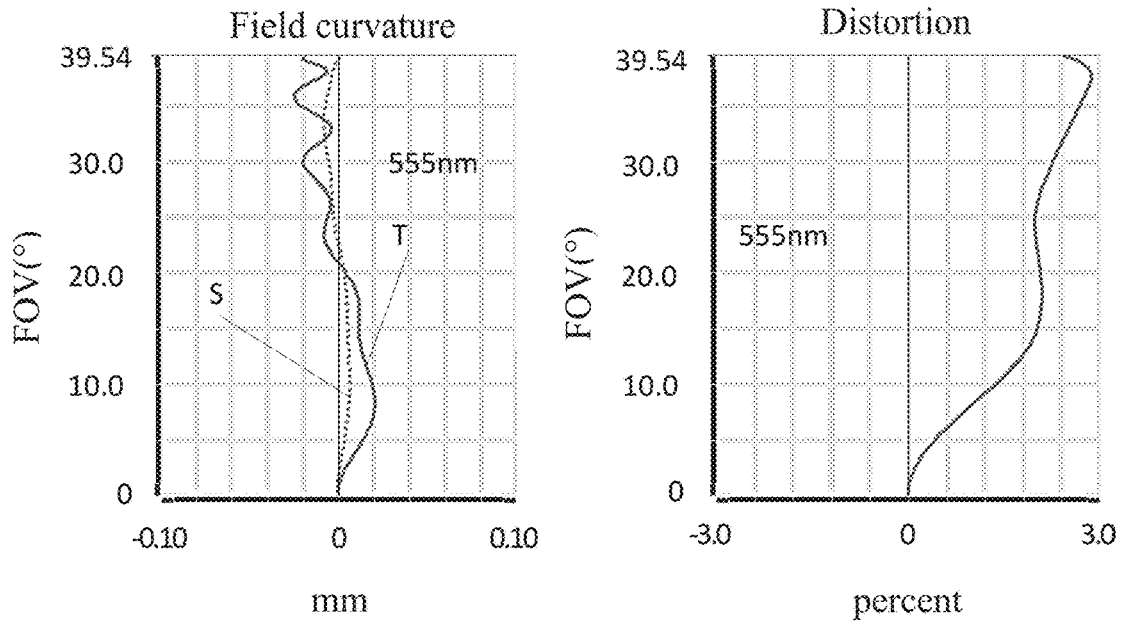 Field curvature
39.54
30.0
20.0
10.0
0
FOV(°)
555nm
T
S
-0.10
0
0.10
mm
Distortion
39.54
30.0
20.0
10.0
0
FOV(°)
555nm
-3.0
0
3.0
percent